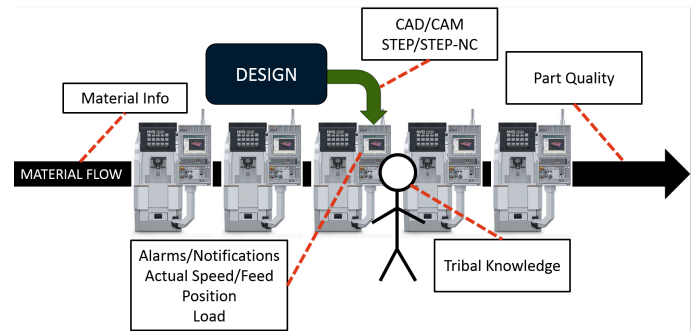 CAD/CAM
STEP/STEP-NC
DESIGN
Part Quality
Material Info
MATERIAL FLOW
Alarms/Notifications
Actual Speed/Feed
Position
Load
Tribal Knowledge